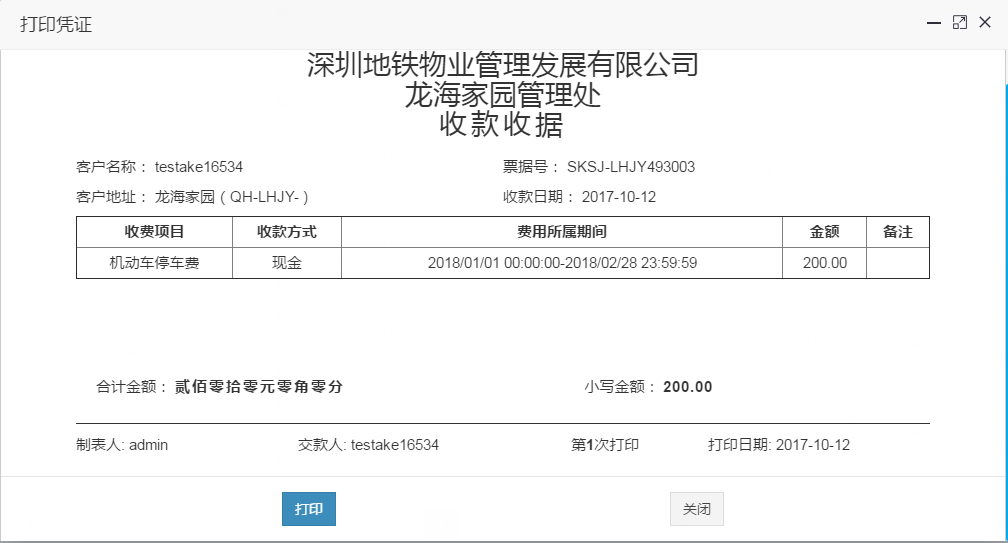 打印凭证
深圳地铁物业管理发展有限公司
龙海家园管理处
收款收据
客户名称： testake16534 票据号： SKSJ-LHJY493003
客户地址： 龙海家园（QH-LHJY-） 收款日期： 2017-10-12
收费项目 收款方式 费用所属期间 金额 备注
机动车停车费 现金 2018/01/01 00:00:00-2018/02/28 23:59:59 200.00
合计金额： 贰佰零拾零元零角零分 小写金额： 200.00
制表人: admin 交款人: testake16534 第1次打印 打印日期: 2017-10-12
打印 关闭